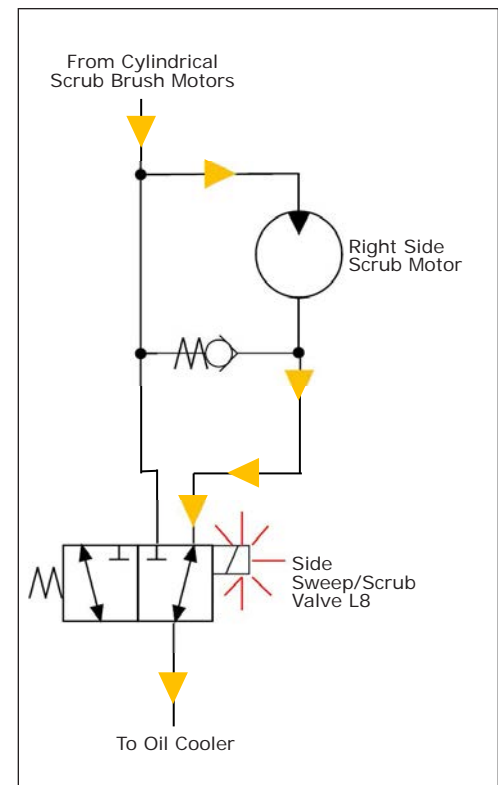 From Cylindrical
Scrub Brush Motors
Right Side
Scrub Motor
Side
Sweep/Scrub
Valve L8
To Oil Cooler